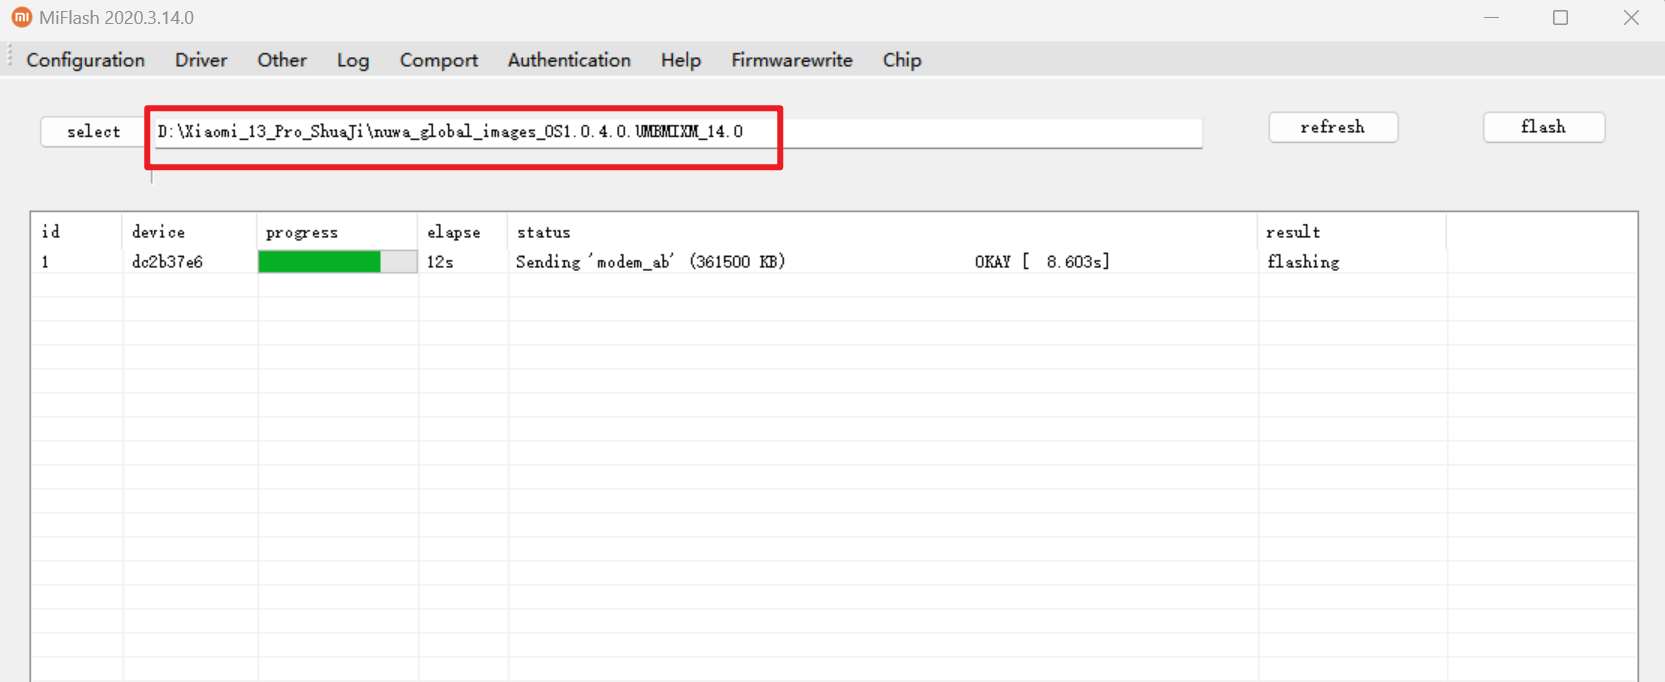 mi MiFlash 2020.3.14.0
Configuration Driver Other Log Comport Authentication Help Firmwarewrite Chip
select D:\Xiaomi_13_Pro_ShuaJi\nuwa_global_images_OS1.0.4.0.UMBMIXM_14.0 refresh flash
id device progress elapse status result
1 dc2b37e6 12s Sending 'modem_ab' (361500 KB) OKAY [ 8.603s] flashing